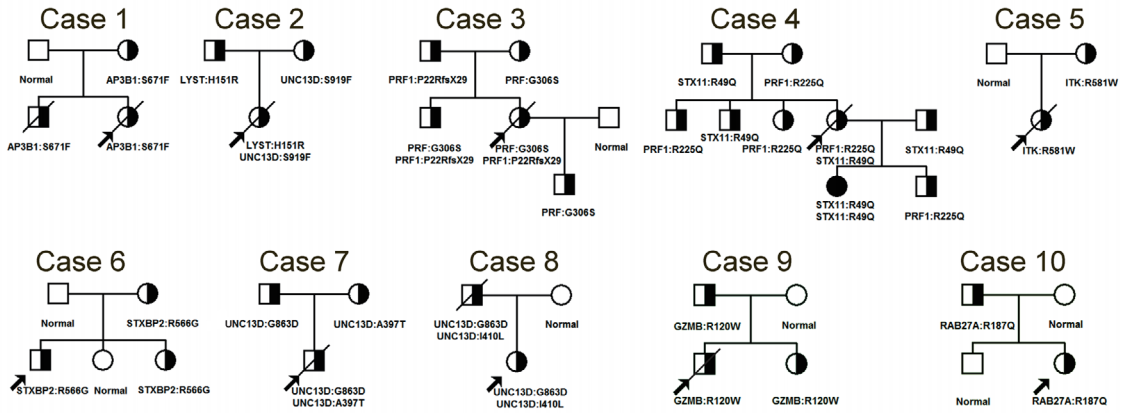 Case 1
Case 2
Case 3
Case 4
Case 5
Normal
AP3B1:S671F
AP3B1:S671F
AP3B1:S671F
LYST:H151R
UNC13D:S919F
LYST:H151R
UNC13D:S919F
PRF1:P22RfsX29
PRF:G306S
PRF:G306S
PRF1:P22RfsX29
PRF:G306S
PRF1:P22RfsX29
Normal
PRF:G306S
STX11:R49Q
PRF1:R225Q
PRF1:R225Q
STX11:R49Q
PRF1:R225Q
PRF1:R225Q
STX11:R49Q
STX11:R49Q
STX11:R49Q
STX11:R49Q
PRF1:R225Q
Normal
ITK:R581W
ITK:R581W
Case 6
Case 7
Case 8
Case 9
Case 10
Normal
STXBP2:R566G
STXBP2:R566G
Normal
STXBP2:R566G
UNC13D:G863D
UNC13D:A397T
UNC13D:G863D
UNC13D:A397T
UNC13D:G863D
UNC13D:I410L
Normal
UNC13D:G863D
UNC13D:I410L
GZMB:R120W
Normal
GZMB:R120W
GZMB:R120W
RAB27A:R187Q
Normal
Normal
RAB27A:R187Q